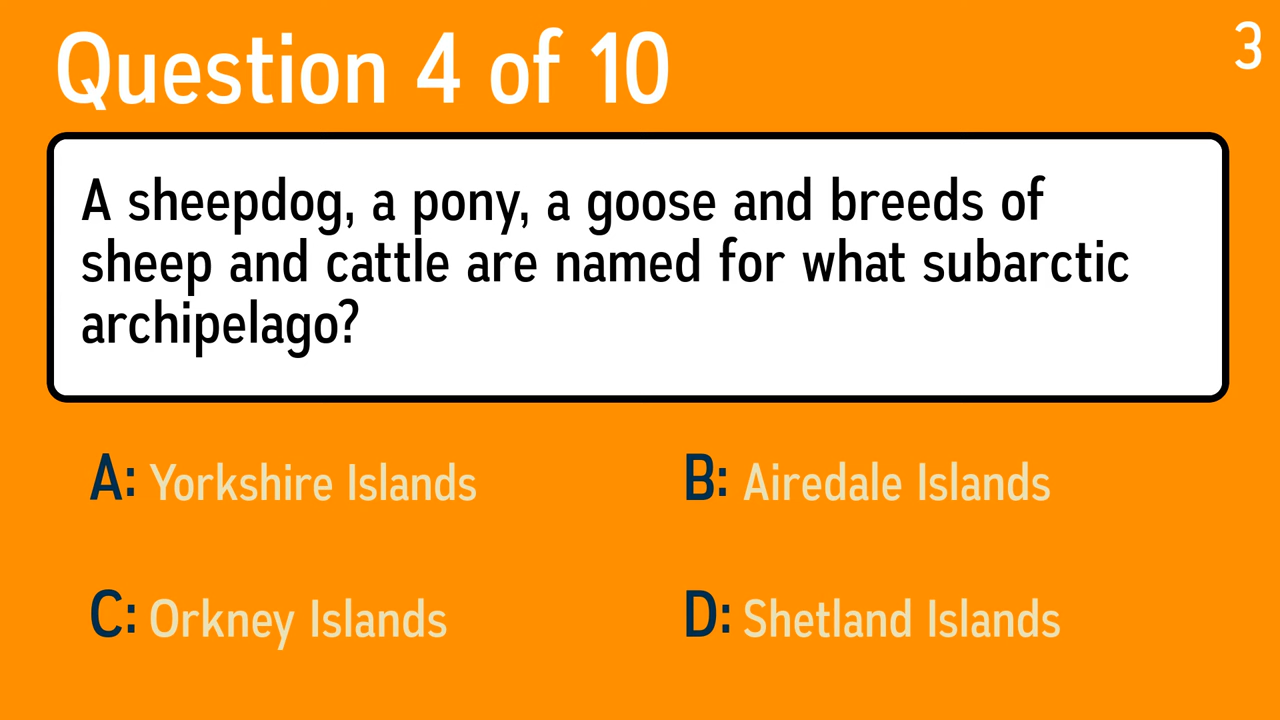 Question 4 of 10
3
A sheepdog, a pony, a goose and breeds of
sheep and cattle are named for what subarctic
archipelago?
A: Yorkshire Islands
B: Airedale Islands
C: Orkney Islands
D: Shetland Islands